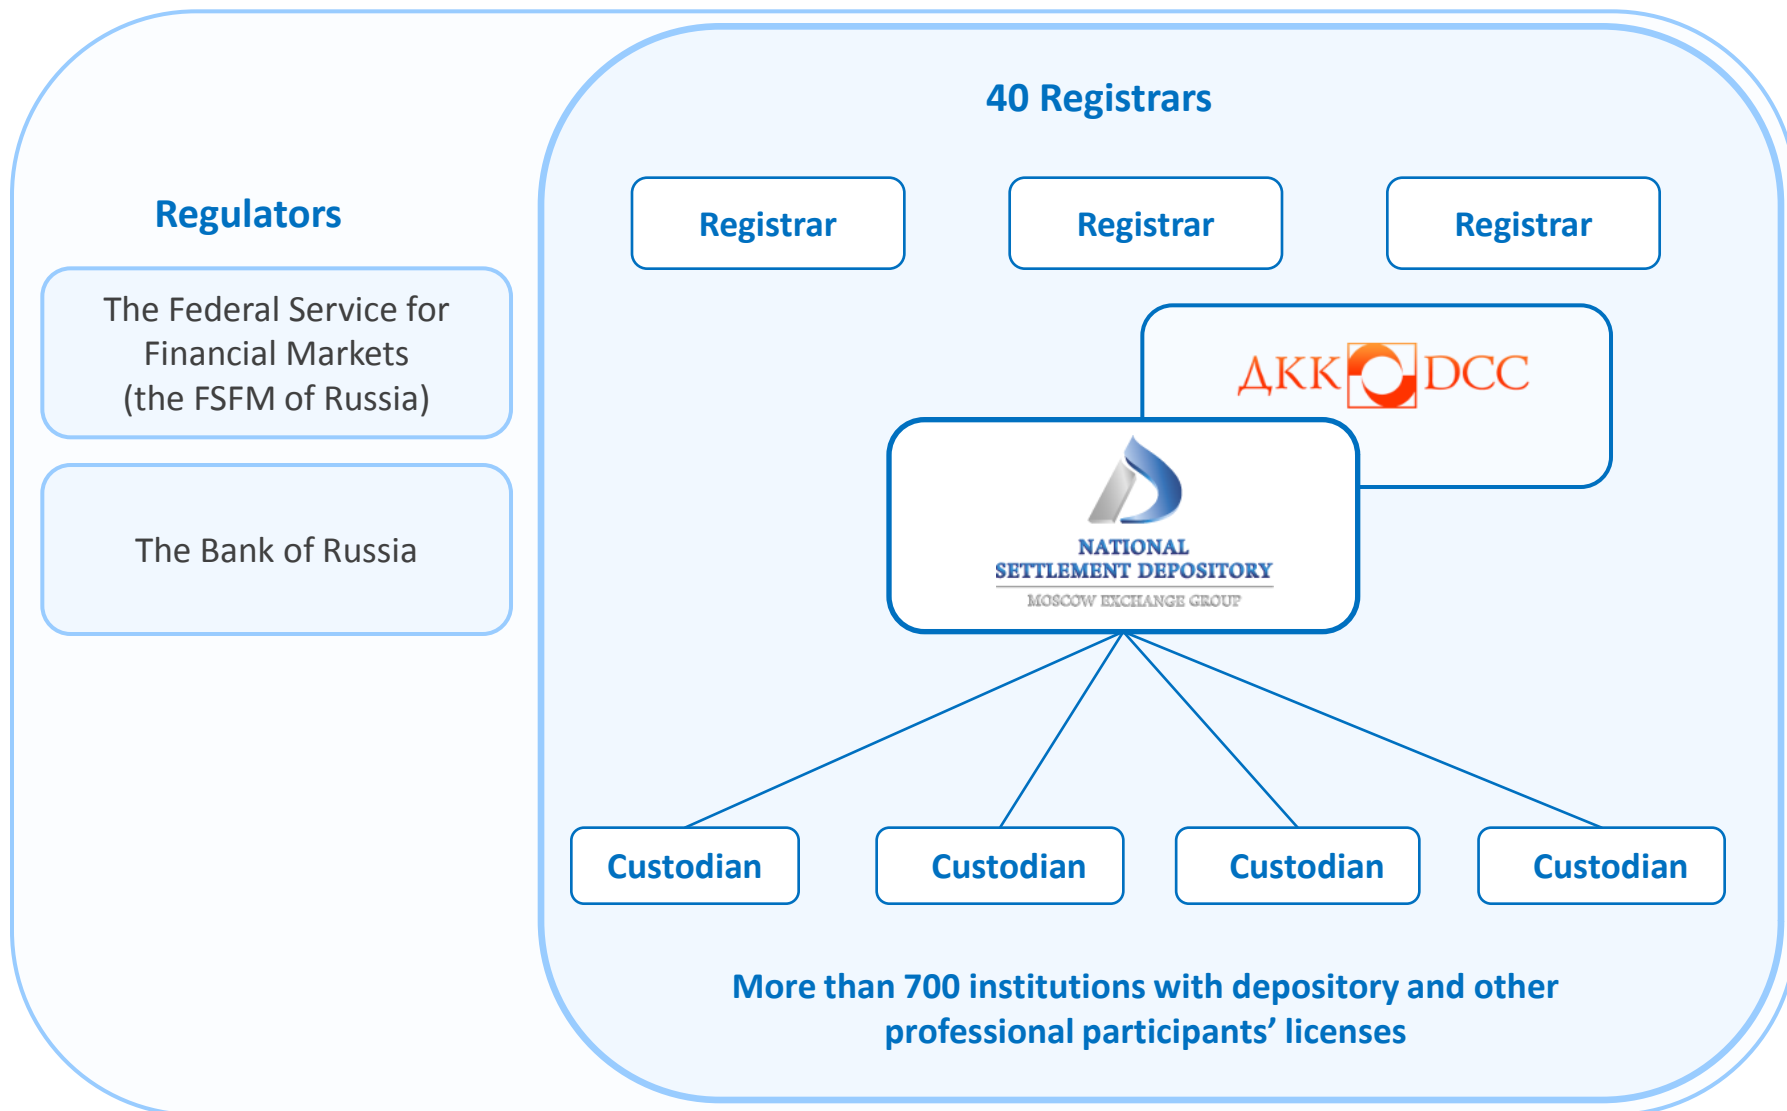 40 Registrars
Regulators
Registrar
Registrar
Registrar
The Federal Service for
Financial Markets
(the FSFM of Russia)
ДКК DCC
The Bank of Russia
NATIONAL
SETTLEMENT DEPOSITORY
MOSCOW EXCHANGE GROUP
Custodian
Custodian
Custodian
Custodian
More than 700 institutions with depository and other
professional participants’ licenses